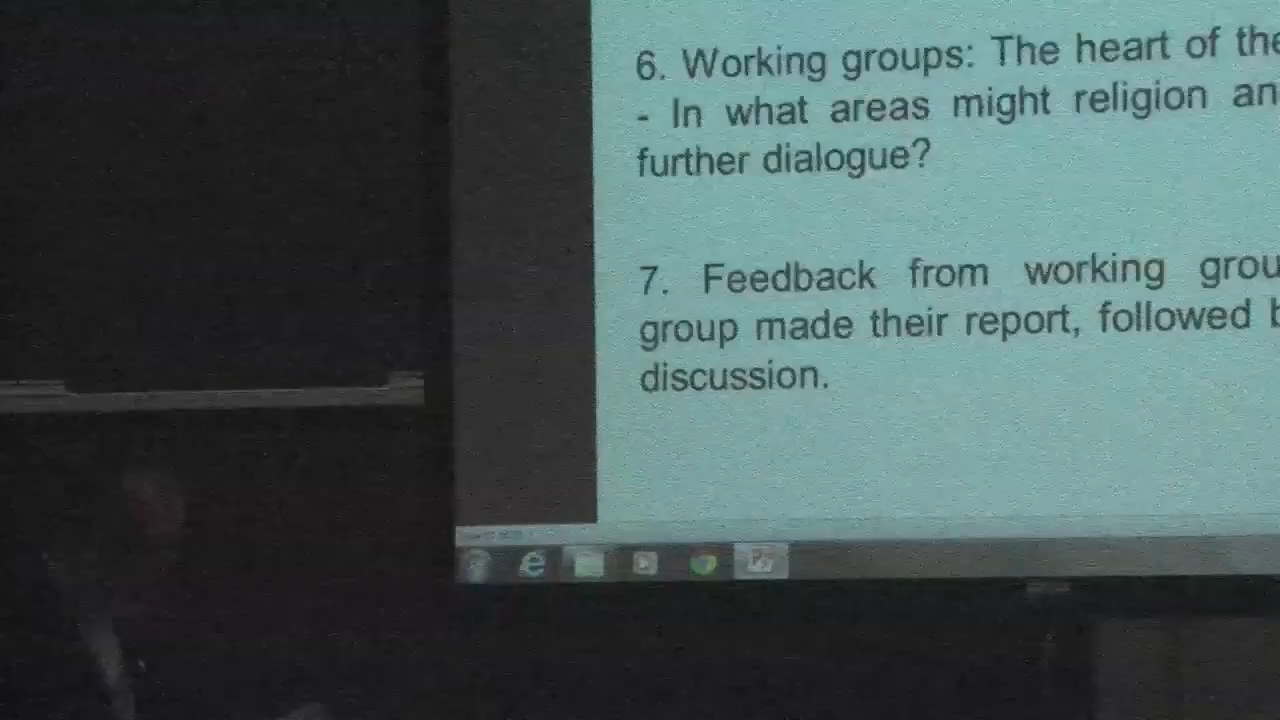 6. Working groups: The heart of the
- In what areas might religion an
further dialogue?
7. Feedback from working grou
group made their report, followed b
discussion.